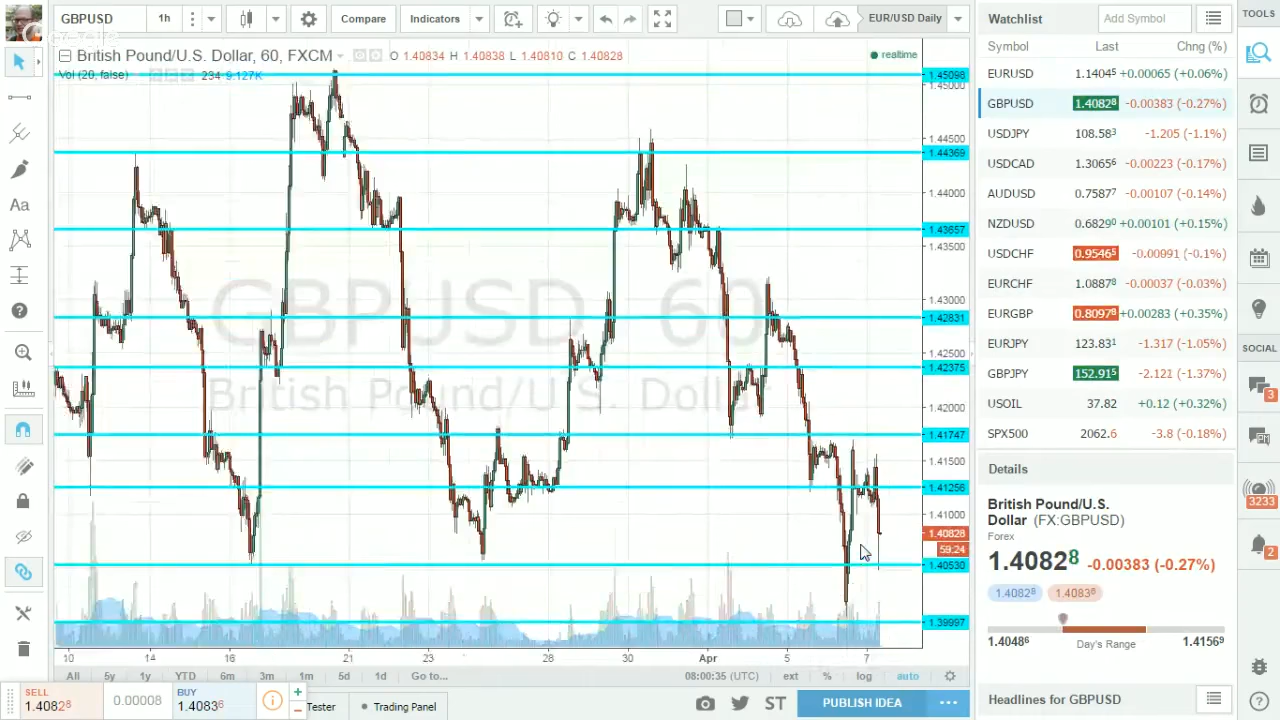 GBPUSD 1h Compare Indicators EUR/USD Daily
British Pound/U.S. Dollar, 60, FXCM O 1.40834 H 1.40838 L 1.40810 C 1.40828 realtime
Vol (20, false) 234 9.127K
GBPUSD, 60
British Pound/U.S. Dollar
1.45098
1.45000
1.44500
1.44369
1.44000
1.43657
1.43500
1.43000
1.42831
1.42500
1.42375
1.42000
1.41747
1.41500
1.41256
1.41000
1.40828
59:24
1.40530
1.39997
10 14 16 21 23 28 30 Apr 5 7
All 5y 1y YTD 6m 3m 1m 5d 1d Go to... 08:00:35 (UTC) ext % log auto
SELL
1.40828
0.00008
BUY
1.40836
Tester Trading Panel ST PUBLISH IDEA
Aa
Watchlist Add Symbol
Symbol Last Chng (%)
EURUSD 1.14045 +0.00065 (+0.06%)
GBPUSD 1.40828 -0.00383 (-0.27%)
USDJPY 108.583 -1.205 (-1.1%)
USDCAD 1.30656 -0.00223 (-0.17%)
AUDUSD 0.75877 -0.00107 (-0.14%)
NZDUSD 0.68290 +0.00101 (+0.15%)
USDCHF 0.95465 -0.00091 (-0.1%)
EURCHF 1.08878 -0.00037 (-0.03%)
EURGBP 0.80978 +0.00283 (+0.35%)
EURJPY 123.831 -1.317 (-1.05%)
GBPJPY 152.915 -2.121 (-1.37%)
USOIL 37.82 +0.12 (+0.32%)
SPX500 2062.6 -3.8 (-0.18%)
Details
British Pound/U.S.
Dollar (FX:GBPUSD)
Forex
1.40828 -0.00383 (-0.27%)
1.40828 1.40836
1.40486 Day's Range 1.41569
Headlines for GBPUSD
TOOLS
SOCIAL
3
3233
2